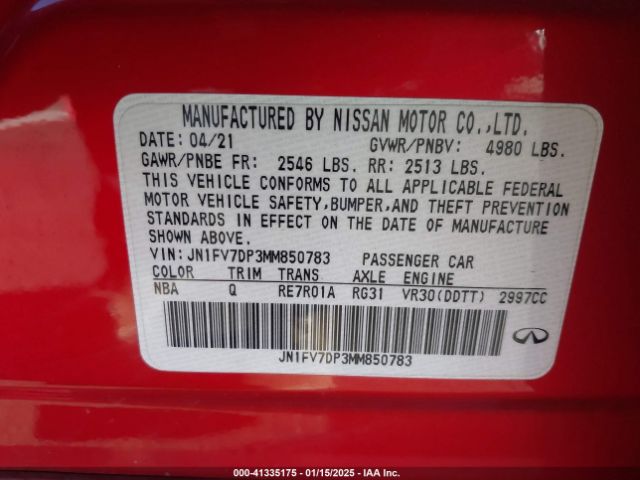 MANUFACTURED BY NISSAN MOTOR CO.,LTD.
DATE: 04/21 GVWR/PNBV: 4980 LBS.
GAWR/PNBE FR: 2546 LBS. RR: 2513 LBS.
THIS VEHICLE CONFORMS TO ALL APPLICABLE FEDERAL
MOTOR VEHICLE SAFETY,BUMPER,AND THEFT PREVENTION
STANDARDS IN EFFECT ON THE DATE OF MANUFACTURE
SHOWN ABOVE.
VIN: JN1FV7DP3MM850783 PASSENGER CAR
COLOR TRIM TRANS AXLE ENGINE
NBA Q RE7R01A RG31 VR30(DDTT) 2997CC
JN1FV7DP3MM850783
000-41335175 - 01/15/2025 - IAA Inc.